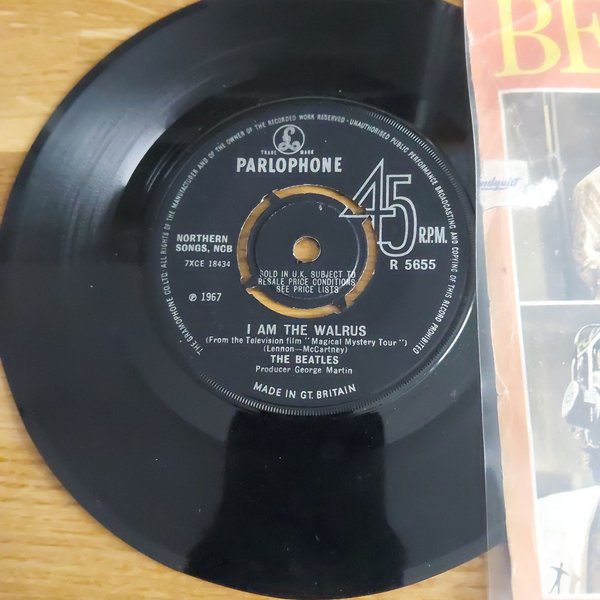 THE GRAMOPHONE CO.LTD. ALL RIGHTS OF THE MANUFACTURER AND OF THE OWNER OF THE RECORDED WORK RESERVED · UNAUTHORISED PUBLIC PERFORMANCE BROADCASTING AND COPYING OF THIS RECORD PROHIBITED
£
TRADE MARK
PARLOPHONE
45
R.P.M.
R 5655
NORTHERN
SONGS, NCB
7XCE 18434
℗ 1967
SOLD IN U.K. SUBJECT TO
RESALE PRICE CONDITIONS
SEE PRICE LISTS
I AM THE WALRUS
(From the Television film "Magical Mystery Tour")
(Lennon—McCartney)
THE BEATLES
Producer George Martin
MADE IN GT. BRITAIN
BE